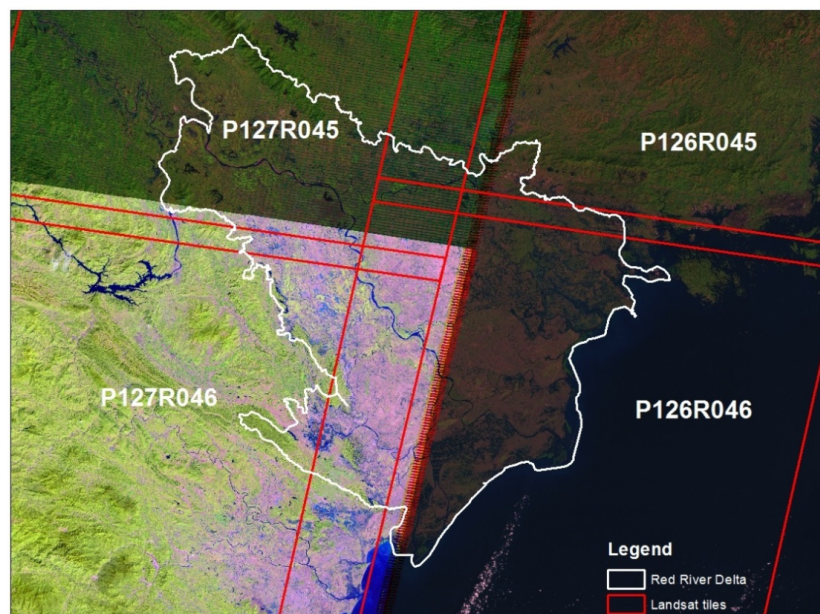 P127R045
P126R045
P127R046
P126R046
Legend
Red River Delta
Landsat tiles